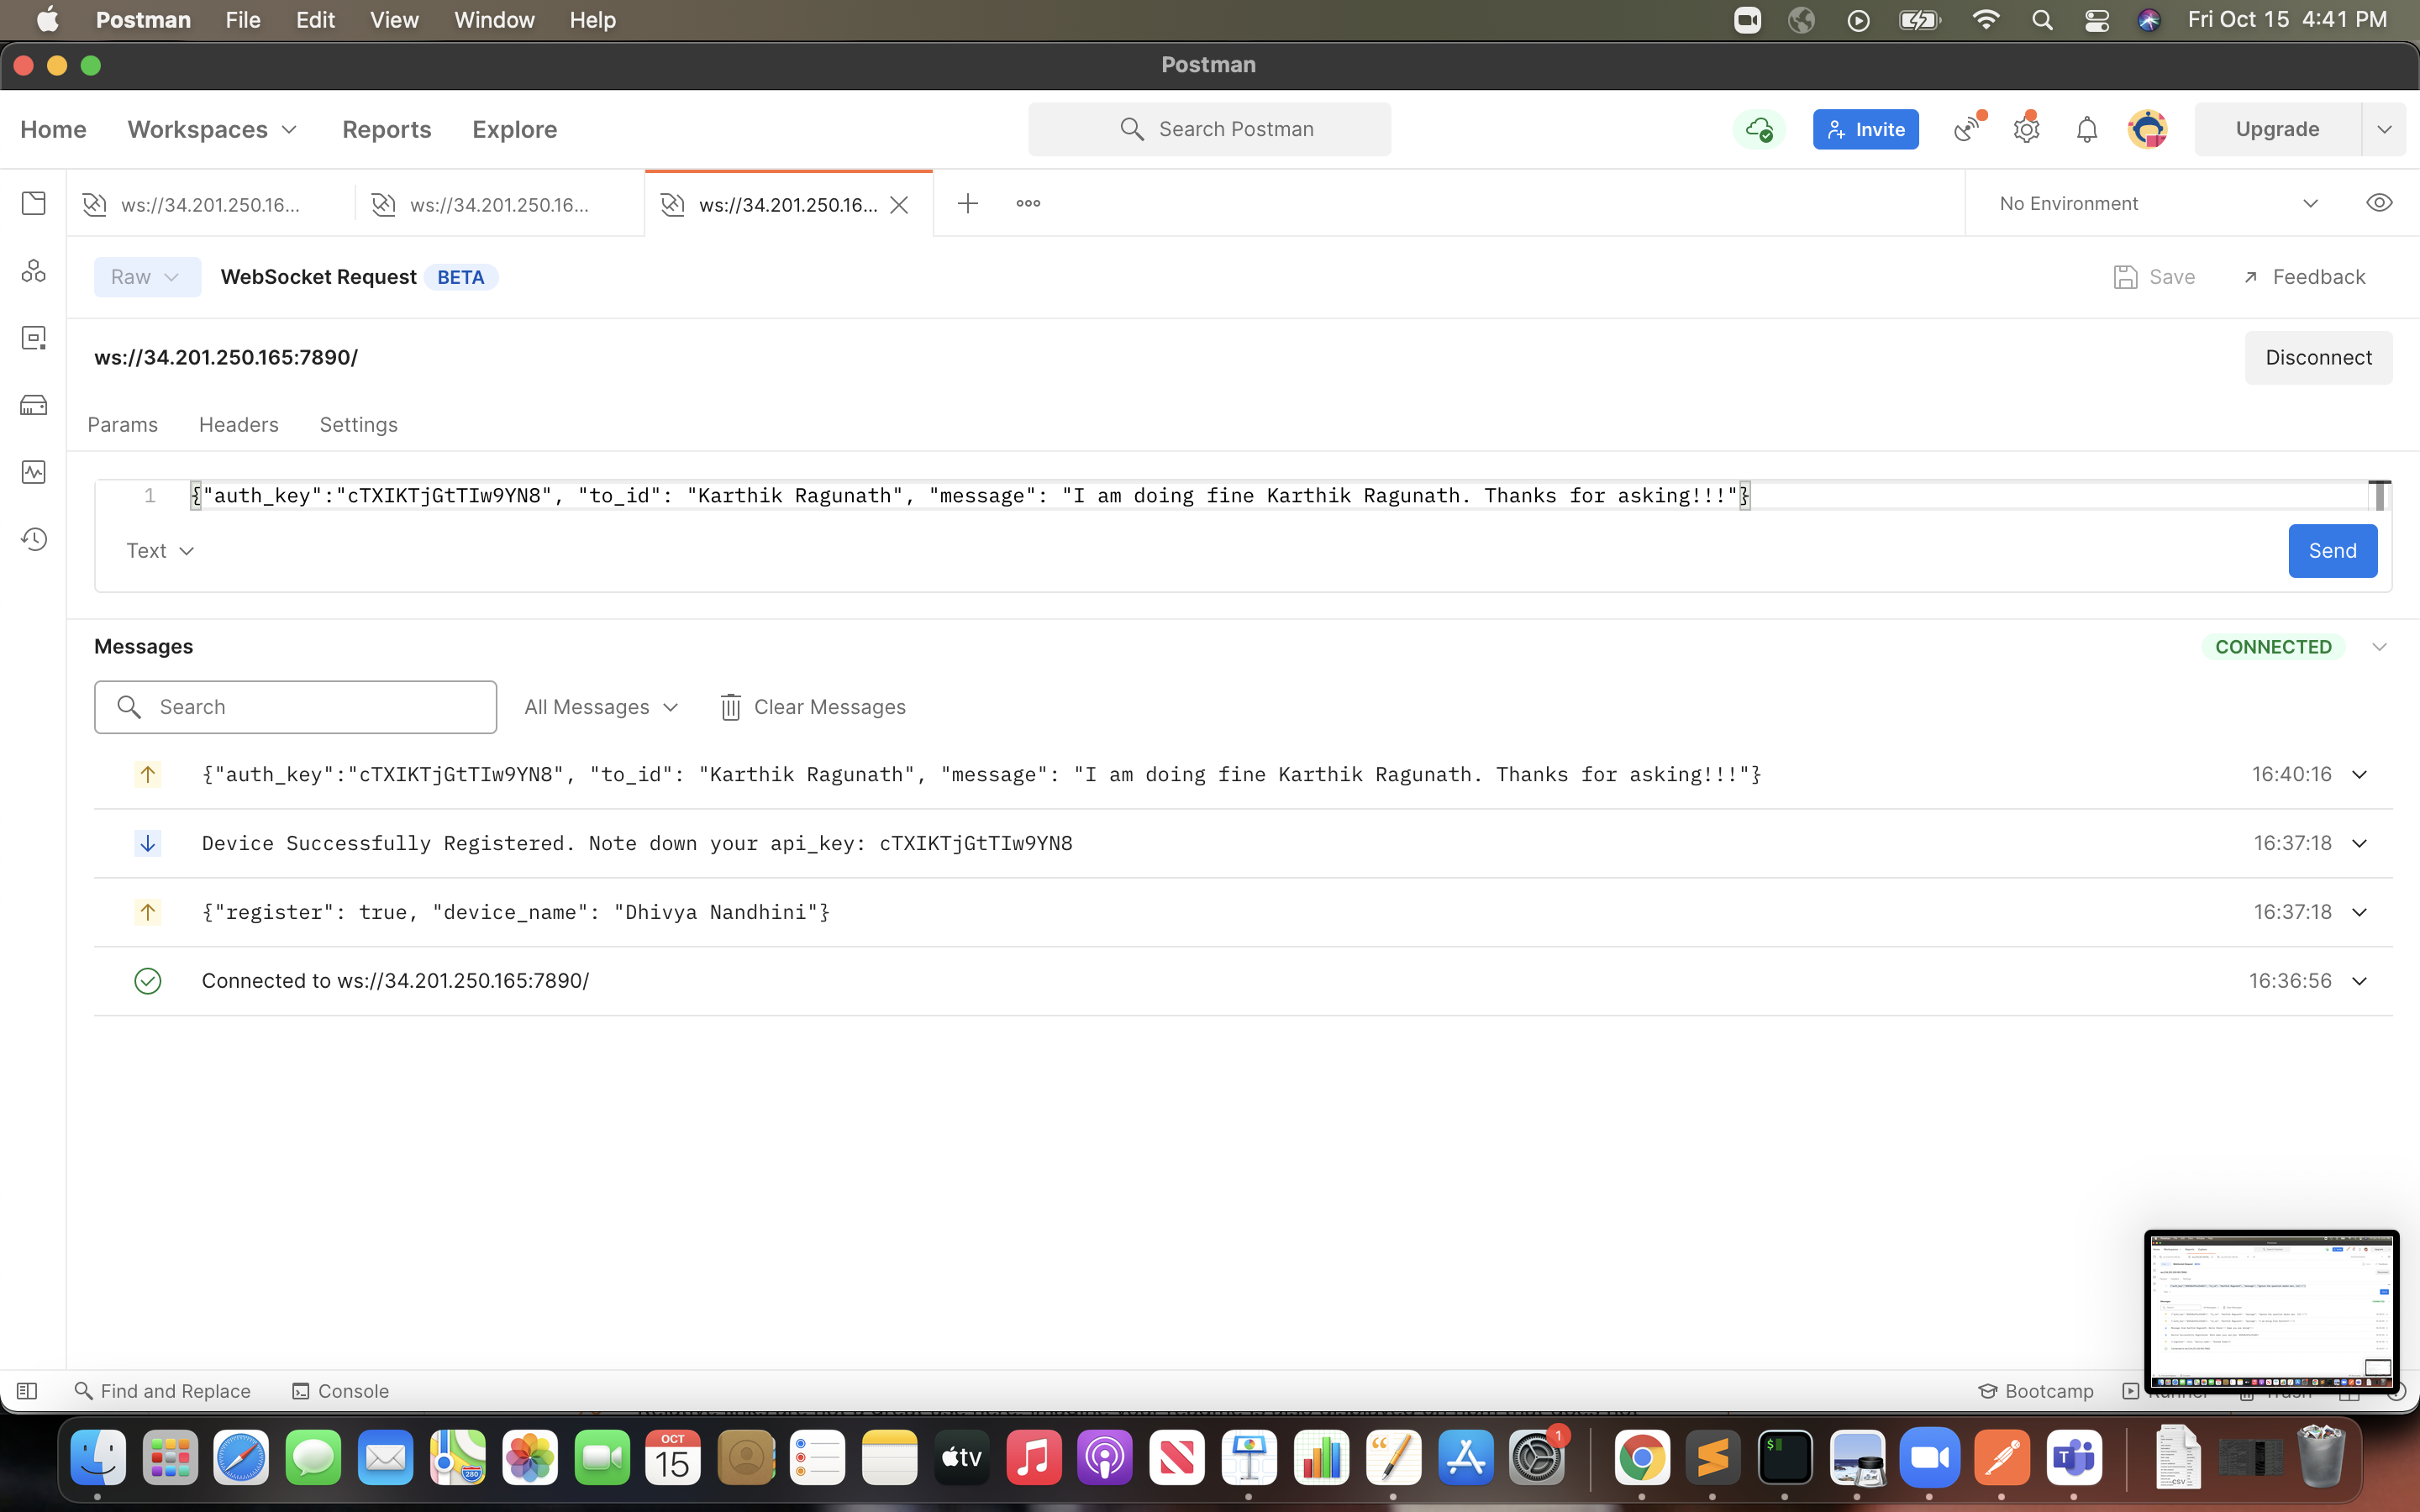 Postman File Edit View Window Help Fri Oct 15 4:41 PM
Postman
Home Workspaces Reports Explore Search Postman Invite Upgrade
ws://34.201.250.16... ws://34.201.250.16... ws://34.201.250.16... No Environment
Raw WebSocket Request BETA Save Feedback
ws://34.201.250.165:7890/ Disconnect
Params Headers Settings
1 {"auth_key":"cTXIKTjGtTIw9YN8", "to_id": "Karthik Ragunath", "message": "I am doing fine Karthik Ragunath. Thanks for asking!!!"}
Text Send
Messages CONNECTED
Search All Messages Clear Messages
{"auth_key":"cTXIKTjGtTIw9YN8", "to_id": "Karthik Ragunath", "message": "I am doing fine Karthik Ragunath. Thanks for asking!!!"} 16:40:16
Device Successfully Registered. Note down your api_key: cTXIKTjGtTIw9YN8 16:37:18
{"register": true, "device_name": "Dhivya Nandhini"} 16:37:18
Connected to ws://34.201.250.165:7890/ 16:36:56
Find and Replace Console Bootcamp
OCT
15
tv
280
1
$
T
CSV